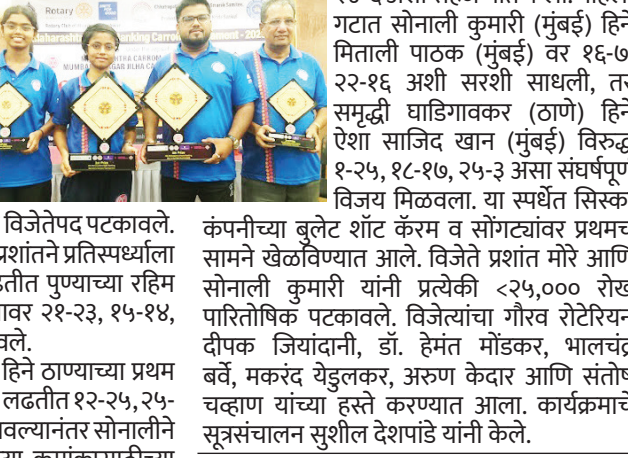 Rotary
गटात सोनाली कुमारी (मुंबई) हिने
मिताली पाठक (मुंबई) वर १६-७
२२-१६ अशी सरशी साधली, तर
समृद्धी घाडिगावकर (ठाणे) हिने
ऐशा साजिद खान (मुंबई) विरुद्ध
१-२५, १८-१७, २५-३ असा संघर्षपूण
विजय मिळवला. या स्पर्धेत सिस्का
कंपनीच्या बुलेट शॉट कॅरम व सोंगट्यांवर प्रथमच
सामने खेळविण्यात आले. विजेते प्रशांत मोरे आणि
सोनाली कुमारी यांनी प्रत्येकी <२५,००० रोख
पारितोषिक पटकावले. विजेत्यांचा गौरव रोटेरियन
दीपक जियांदानी, डॉ. हेमंत मोंडकर, भालचंद्र
बर्वे, मकरंद येडुलकर, अरुण केदार आणि संतोष
चव्हाण यांच्या हस्ते करण्यात आला. कार्यक्रमाचे
सूत्रसंचालन सुशील देशपांडे यांनी केले.
विजेतेपद पटकावले.
प्रशांतने प्रतिस्पर्ध्याला
ढतीत पुण्याच्या रहिम
ावर २१-२३, १५-१४,
वले.
हिने ठाण्याच्या प्रथम
लढतीत १२-२५, २५-
वल्यानंतर सोनालीने